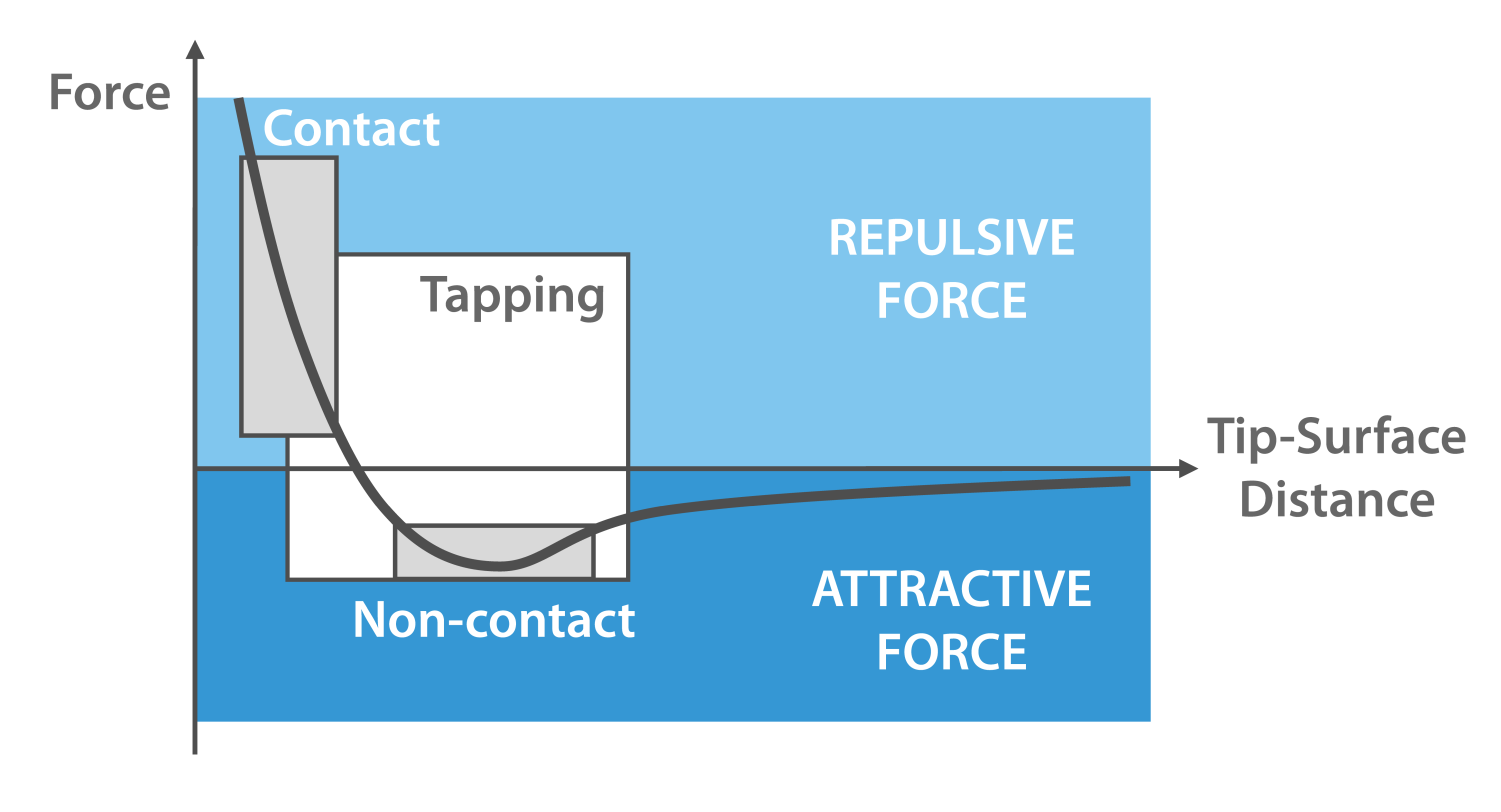 Force
Contact
REPULSIVE
FORCE
Tapping
Tip-Surface
Distance
ATTRACTIVE
FORCE
Non-contact